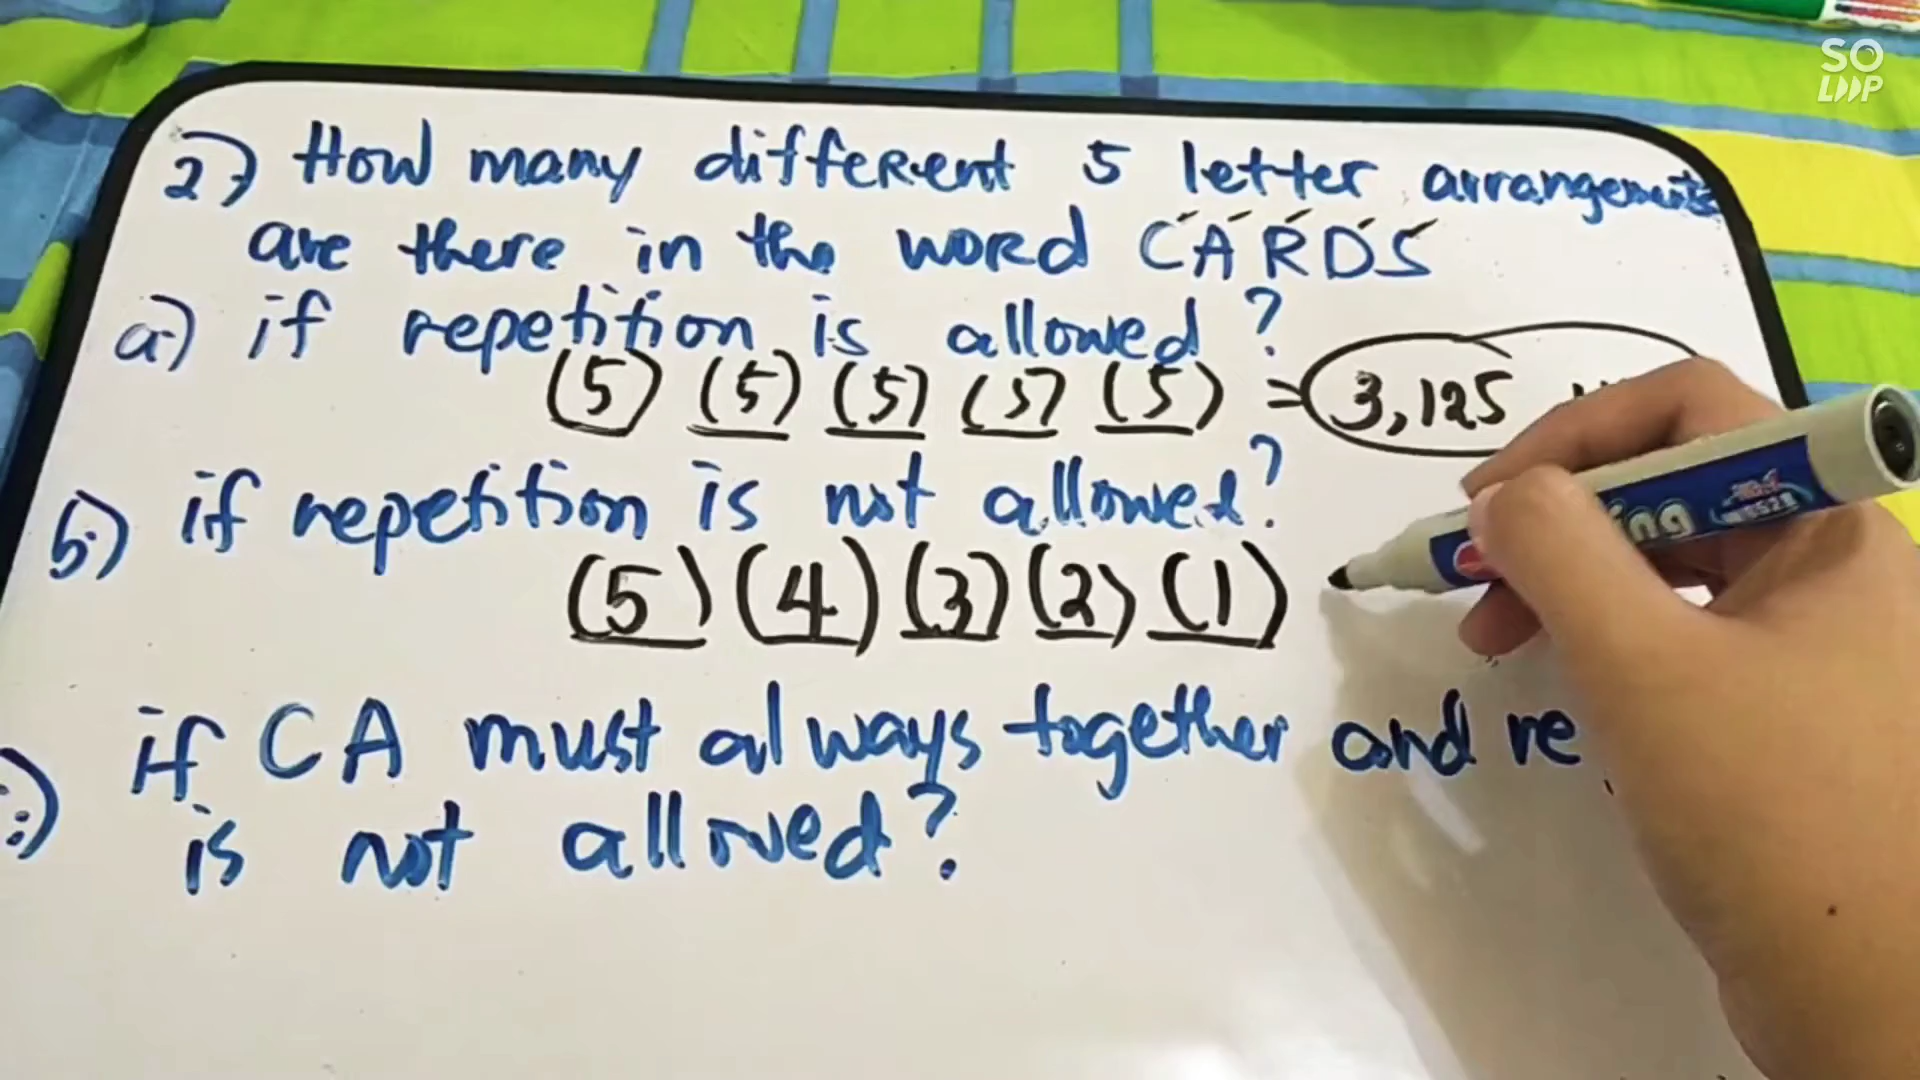 2.) How many different 5 letter arrangements
are there in the word CARDS
a.) if repetition is allowed?
(5) (5) (5) (5) (5) = 3,125
b.) if repetition is not allowed?
(5) (4) (3) (2) (1)
if CA must always together and re
is not allowed?
SO
LOOP